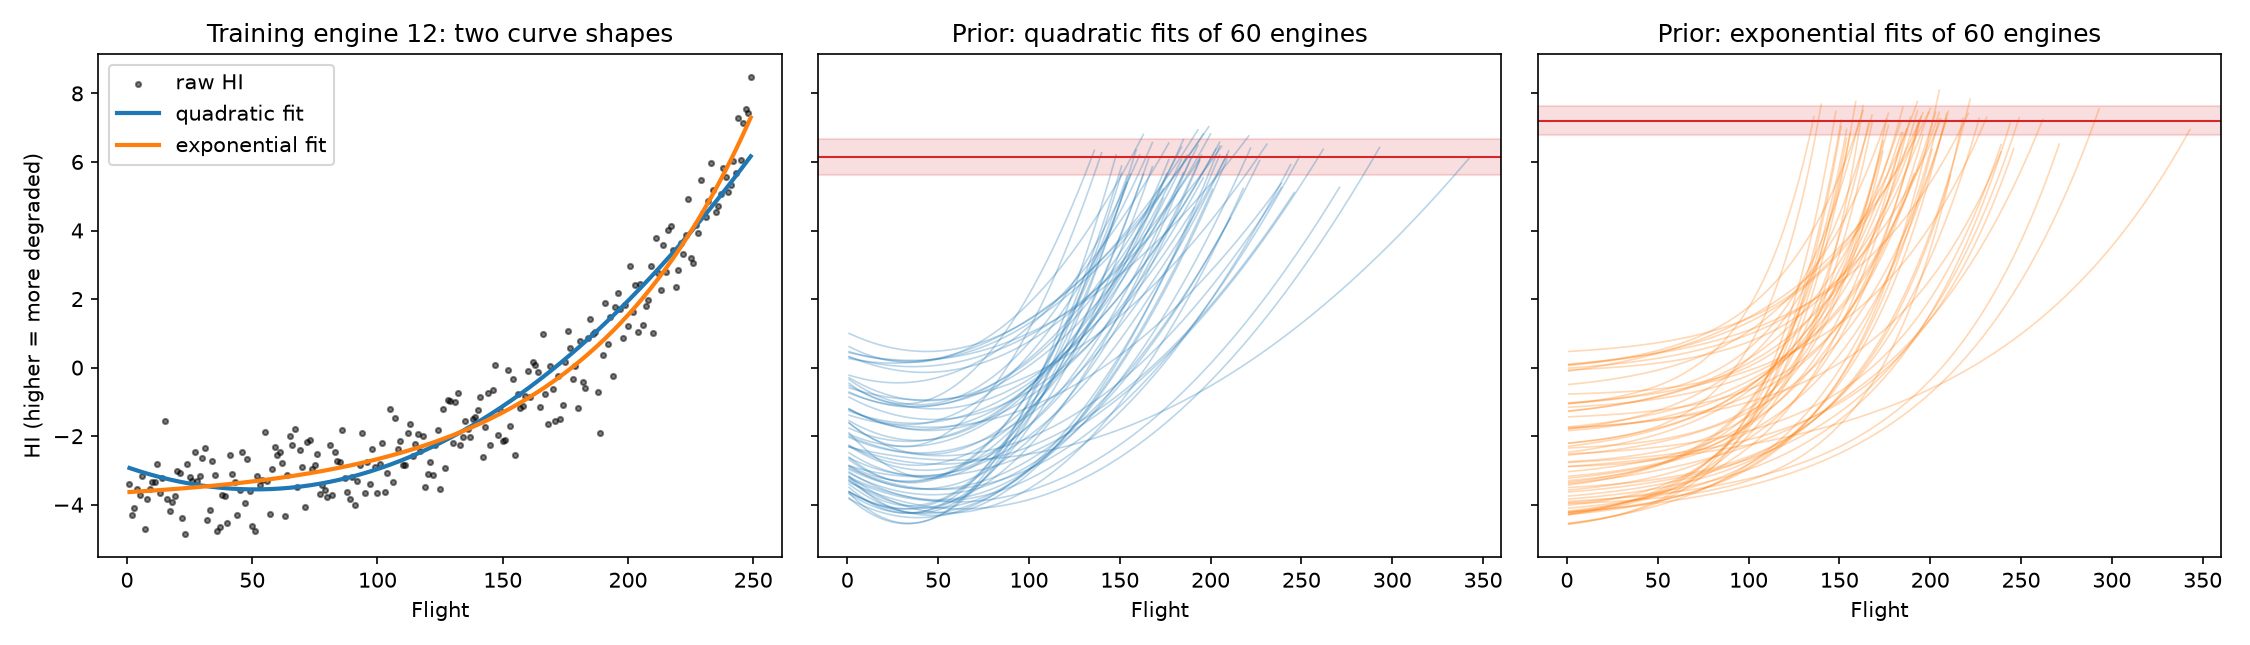 Training engine 12: two curve shapes
raw HI
quadratic fit
exponential fit
HI (higher = more degraded)
8
6
4
2
0
−2
−4
0 50 100 150 200 250
Flight
Prior: quadratic fits of 60 engines
0 50 100 150 200 250 300 350
Flight
Prior: exponential fits of 60 engines
0 50 100 150 200 250 300 350
Flight